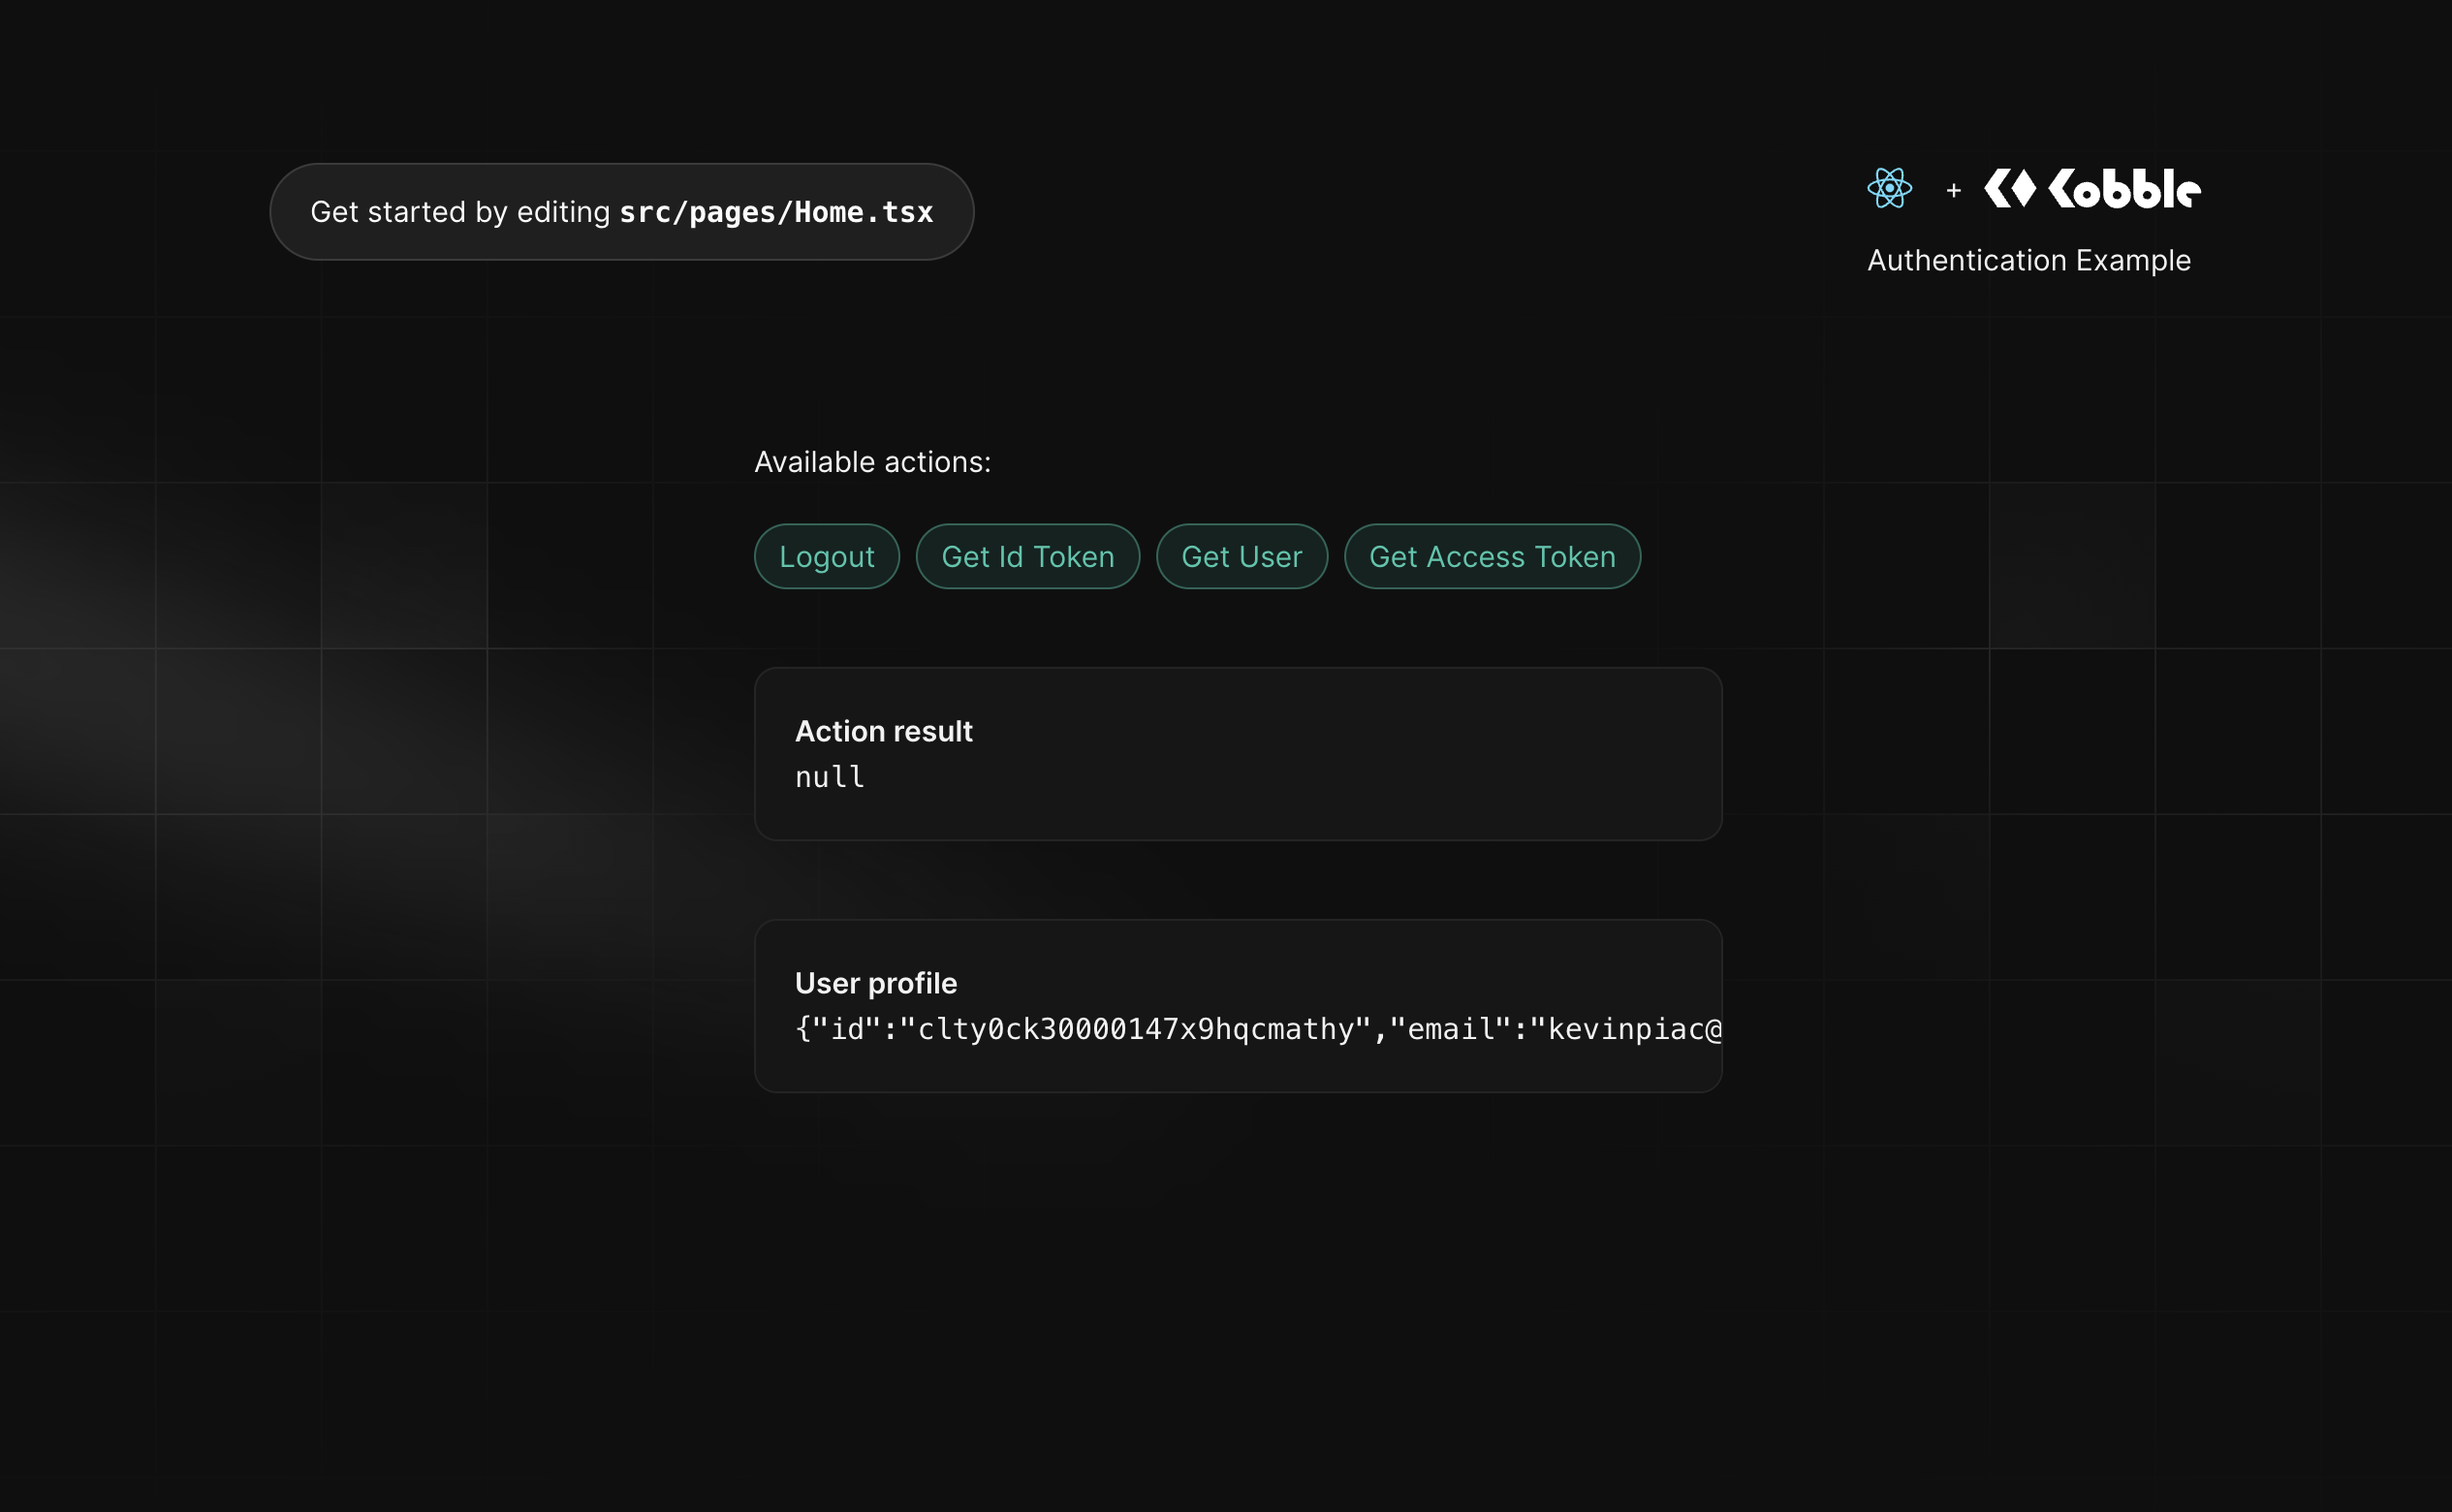 Get started by editing src/pages/Home.tsx
+ Cobble
Authentication Example
Available actions:
Logout
Get Id Token
Get User
Get Access Token
Action result
null
User profile
{"id":"clty0ck30000147x9hqcmathy","email":"kevinpiac@